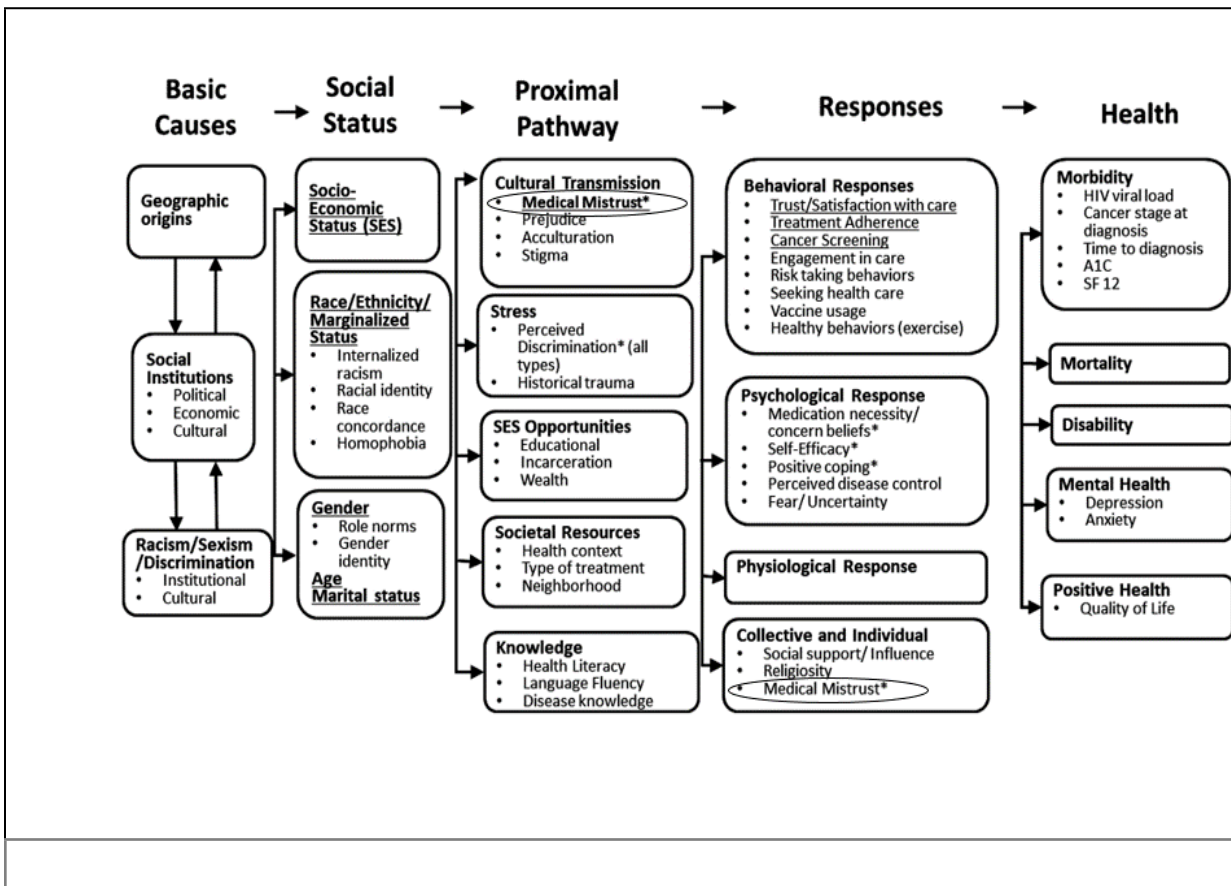 Basic
Causes
Social
Status
Proximal
Pathway
Responses
Health
Geographic
origins
Social
Institutions
• Political
• Economic
• Cultural
Racism/Sexism
/Discrimination
• Institutional
• Cultural
Socio-
Economic
Status (SES)
Race/Ethnicity/
Marginalized
Status
• Internalized
racism
• Racial identity
• Race
concordance
• Homophobia
Gender
• Role norms
• Gender
identity
Age
Marital status
Cultural Transmission
• Medical Mistrust*
• Prejudice
• Acculturation
• Stigma
Stress
• Perceived
Discrimination* (all
types)
• Historical trauma
SES Opportunities
• Educational
• Incarceration
• Wealth
Societal Resources
• Health context
• Type of treatment
• Neighborhood
Knowledge
• Health Literacy
• Language Fluency
• Disease knowledge
Behavioral Responses
• Trust/Satisfaction with care
• Treatment Adherence
• Cancer Screening
• Engagement in care
• Risk taking behaviors
• Seeking health care
• Vaccine usage
• Healthy behaviors (exercise)
Psychological Response
• Medication necessity/
concern beliefs*
• Self-Efficacy*
• Positive coping*
• Perceived disease control
• Fear/ Uncertainty
Physiological Response
Collective and Individual
• Social support/ Influence
• Religiosity
• Medical Mistrust*
Morbidity
• HIV viral load
• Cancer stage at
diagnosis
• Time to diagnosis
• A1C
• SF 12
Mortality
Disability
Mental Health
• Depression
• Anxiety
Positive Health
• Quality of Life